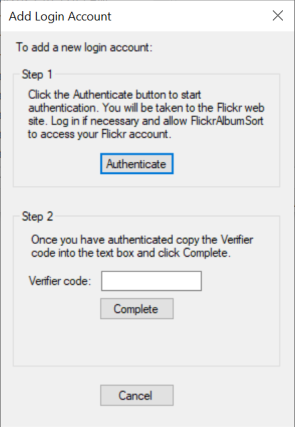 Add Login Account
To add a new login account:
Step 1
Click the Authenticate button to start
authentication. You will be taken to the Flickr web
site. Log in if necessary and allow FlickrAlbumSort
to access your Flickr account.
Authenticate
Step 2
Once you have authenticated copy the Verifier
code into the text box and click Complete.
Verifier code:
Complete
Cancel